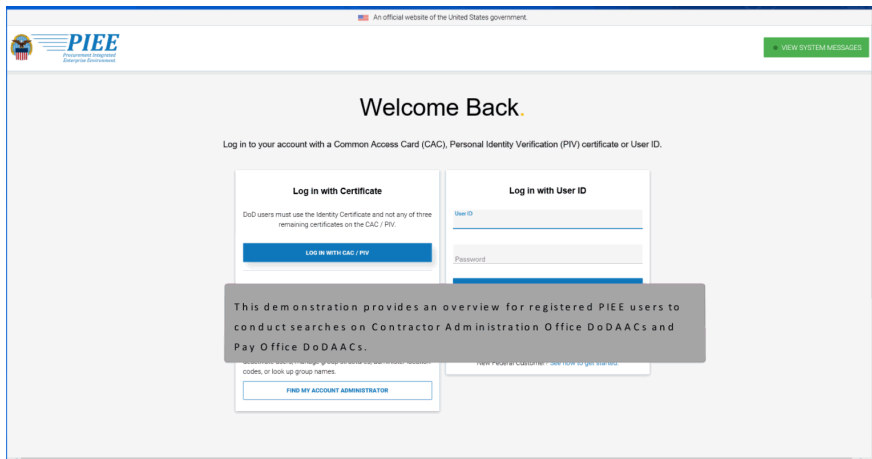 An official website of the United States government.
PIEE
Procurement Integrated
Enterprise Environment
VIEW SYSTEM MESSAGES
Welcome Back.
Log in to your account with a Common Access Card (CAC), Personal Identity Verification (PIV) certificate or User ID.
Log in with Certificate
DoD users must use the Identity Certificate and not any of three
remaining certificates on the CAC / PIV.
LOG IN WITH CAC / PIV
Log in with User ID
User ID
Password
This demonstration provides an overview for registered PIEE users to
conduct searches on Contractor Administration Office DoDAACs and
Pay Office DoDAACs.
codes, or look up group names.
FIND MY ACCOUNT ADMINISTRATOR
New Federal Customer? See how to get started.